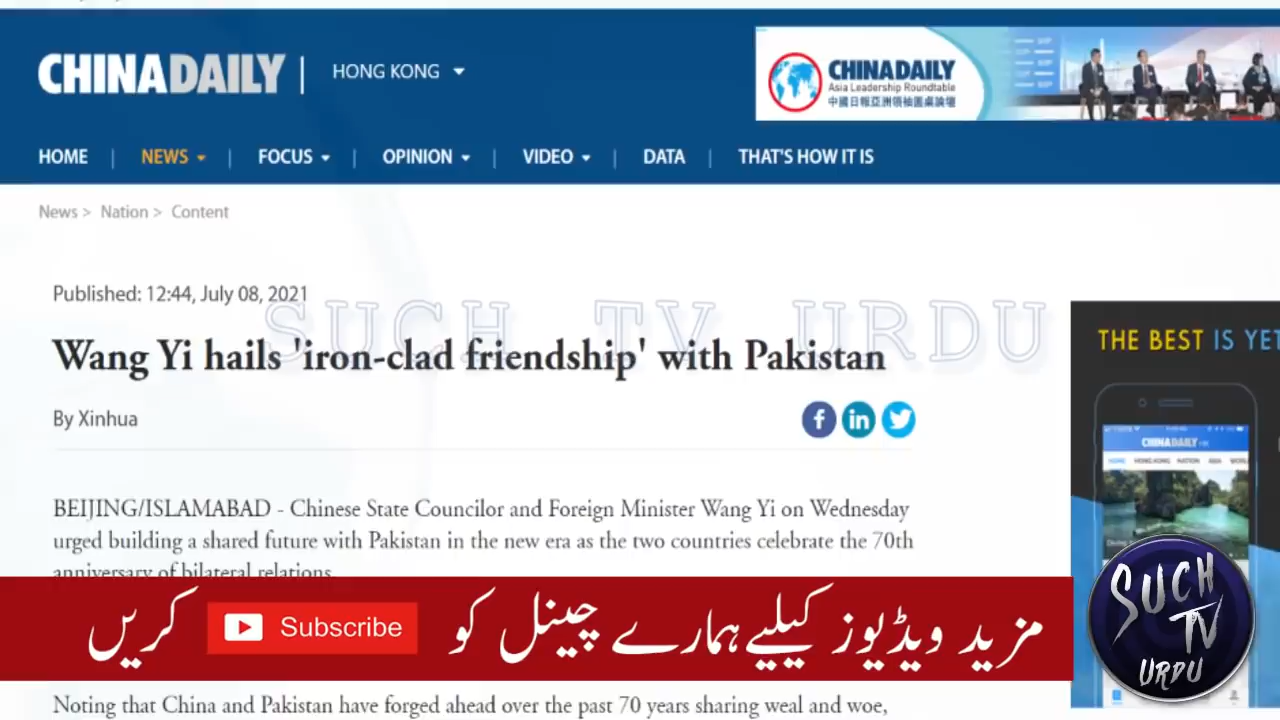 CHINADAILY
HONG KONG
CHINADAILY
Asia Leadership Roundtable
中國日報亞洲領袖圓桌論壇
HOME | NEWS | FOCUS | OPINION | VIDEO | DATA | THAT'S HOW IT IS
News > Nation > Content
Published: 12:44, July 08, 2021
SUCH TV URDU
Wang Yi hails 'iron-clad friendship' with Pakistan
By Xinhua
THE BEST IS YET
CHINADAILY
BEIJING/ISLAMABAD - Chinese State Councilor and Foreign Minister Wang Yi on Wednesday
urged building a shared future with Pakistan in the new era as the two countries celebrate the 70th
anniversary of bilateral relations.
مزید ویڈیوز کیلیے ہمارے چینل کو Subscribe کریں
SUCH
TV
URDU
Noting that China and Pakistan have forged ahead over the past 70 years sharing weal and woe,